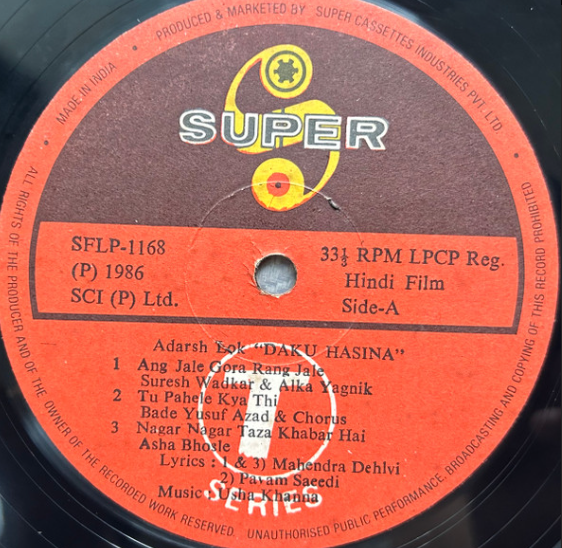 PRODUCED & MARKETED BY SUPER CASSETTES INDUSTRIES PVT. LTD.
MADE IN INDIA
SUPER
SFLP-1168
(P) 1986
SCI (P) Ltd.
33⅓ RPM LPCP Reg.
Hindi Film
Side-A
Adarsh Lok "DAKU HASINA"
1 Ang Jale Gora Rang Jale
Suresh Wadkar & Alka Yagnik
2 Tu Pahele Kya Thi
Bade Yusuf Azad & Chorus
3 Nagar Nagar Taza Khabar Hai
Asha Bhosle
Lyrics : 1 & 3) Mahendra Dehlvi
2) Payam Saeedi
Music : Usha Khanna
T
SERIES
ALL RIGHTS OF THE PRODUCER AND OF THE OWNER OF THE RECORDED WORK RESERVED. UNAUTHORISED PUBLIC PERFORMANCE, BROADCASTING AND COPYING OF THIS RECORD PROHIBITED